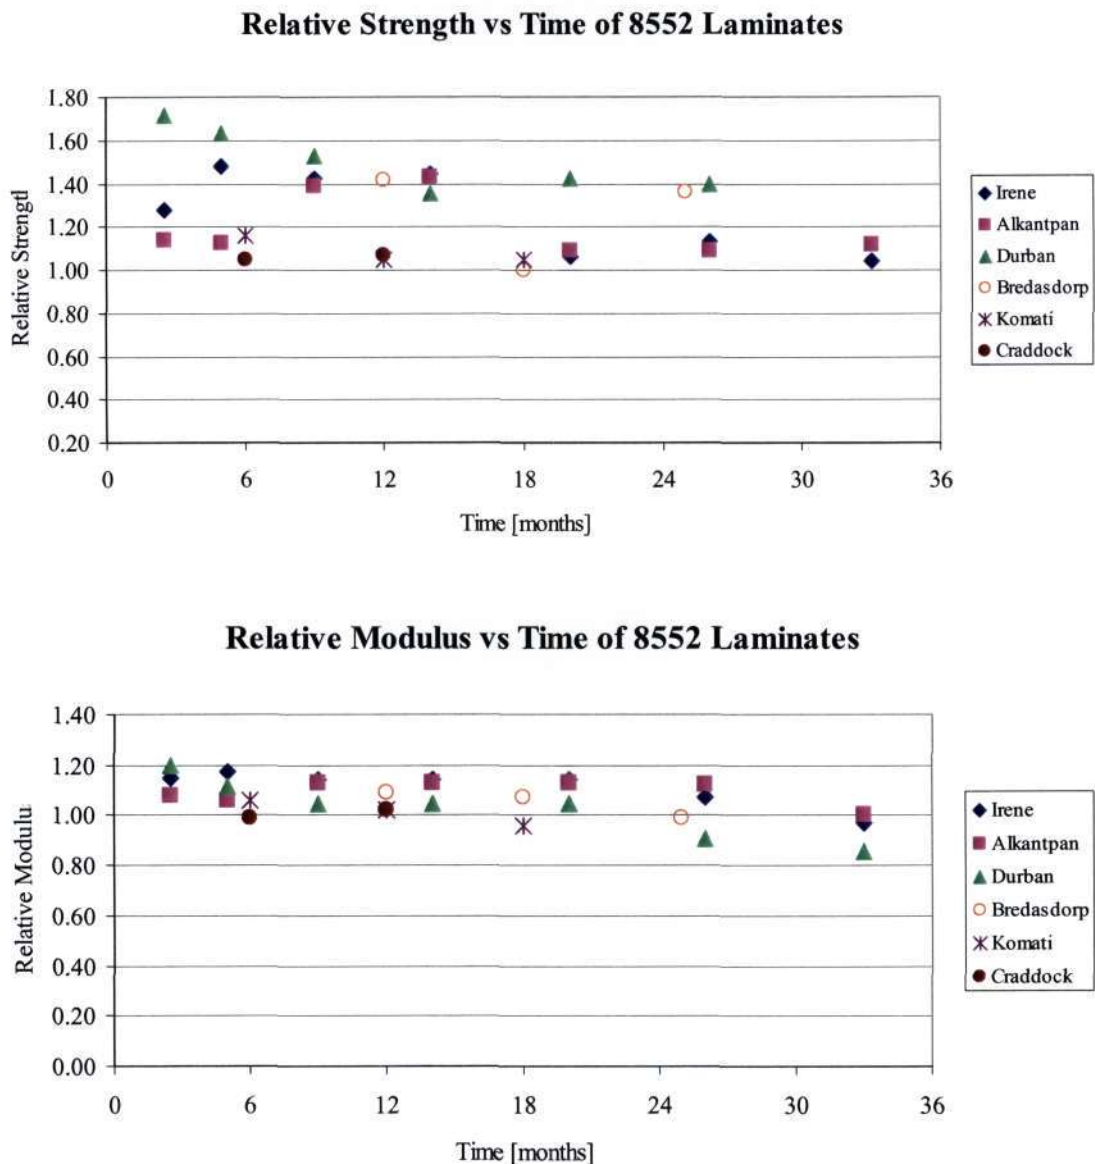 Relative Strength vs Time of 8552 Laminates
1.80
1.60
1.40
1.20
1.00
0.80
0.60
0.40
0.20
Relative Strengtl
0 6 12 18 24 30 36
Time [months]
Irene
Alkantpan
Durban
Bredasdorp
Komati
Craddock
Relative Modulus vs Time of 8552 Laminates
1.40
1.20
1.00
0.80
0.60
0.40
0.20
0.00
Relative Modulu
0 6 12 18 24 30 36
Time [months]
Irene
Alkantpan
Durban
Bredasdorp
Komati
Craddock